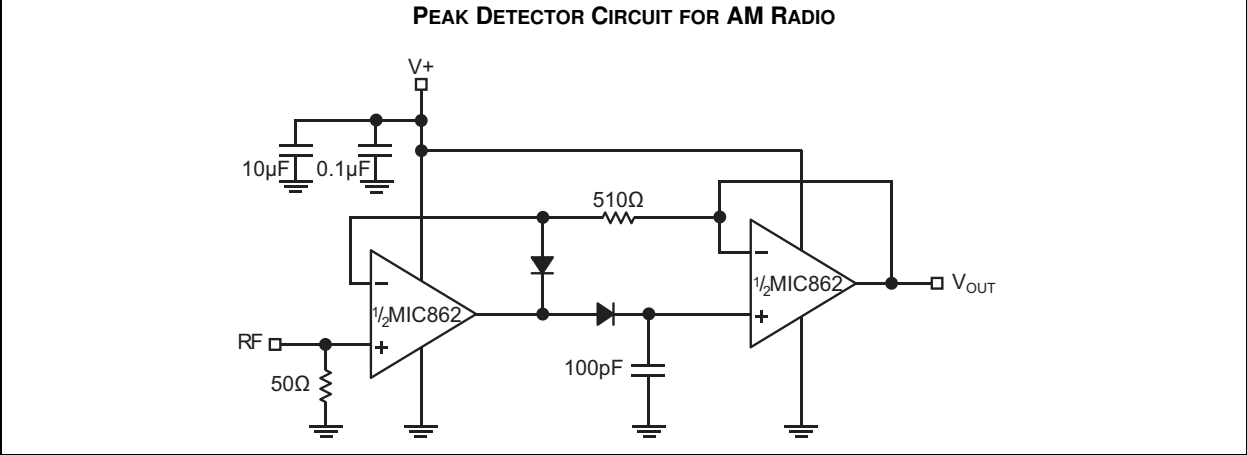 PEAK DETECTOR CIRCUIT FOR AM RADIO
V+
10µF
0.1µF
510Ω
−
½MIC862
+
−
½MIC862
+
VOUT
RF
50Ω
100pF